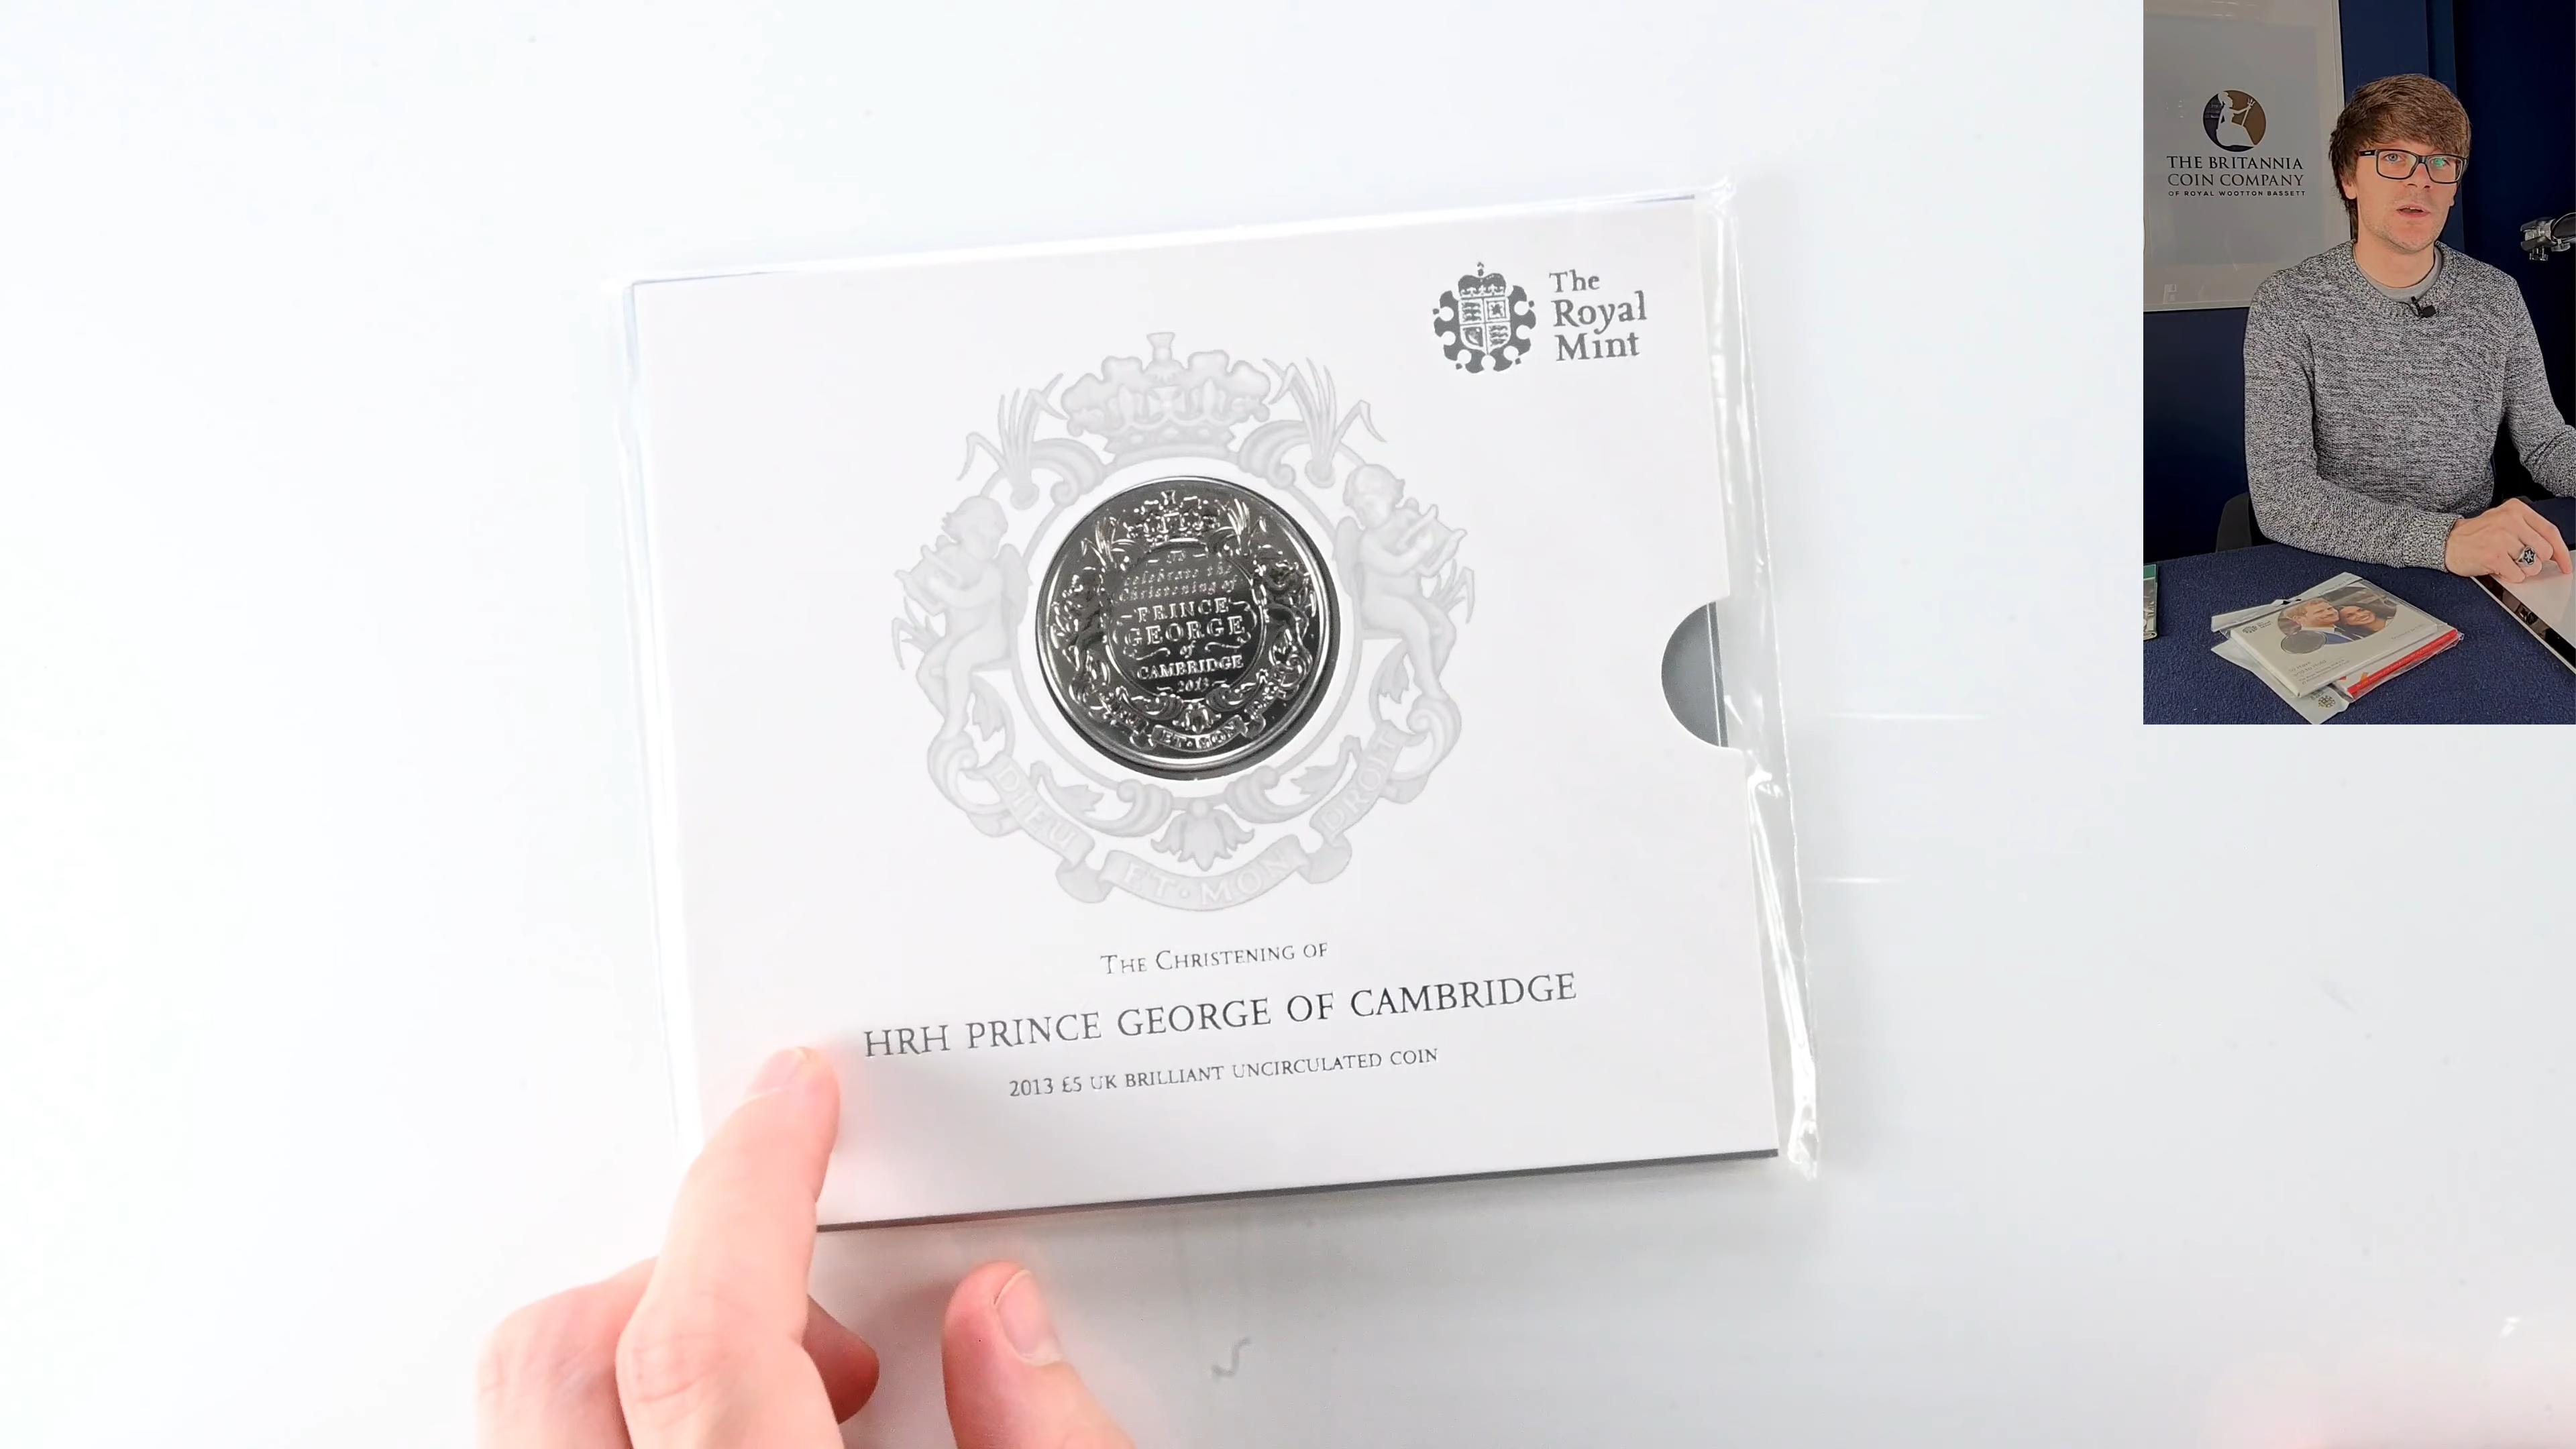 The
Royal
Mint
To
Celebrate the
Christening of
PRINCE
GEORGE
of
CAMBRIDGE
2013
ET·MON
DIEU
ET·MON
DROIT
THE CHRISTENING OF
HRH PRINCE GEORGE OF CAMBRIDGE
2013 £5 UK BRILLIANT UNCIRCULATED COIN
THE BRITANNIA
COIN COMPANY
OF ROYAL WOOTTON BASSETT